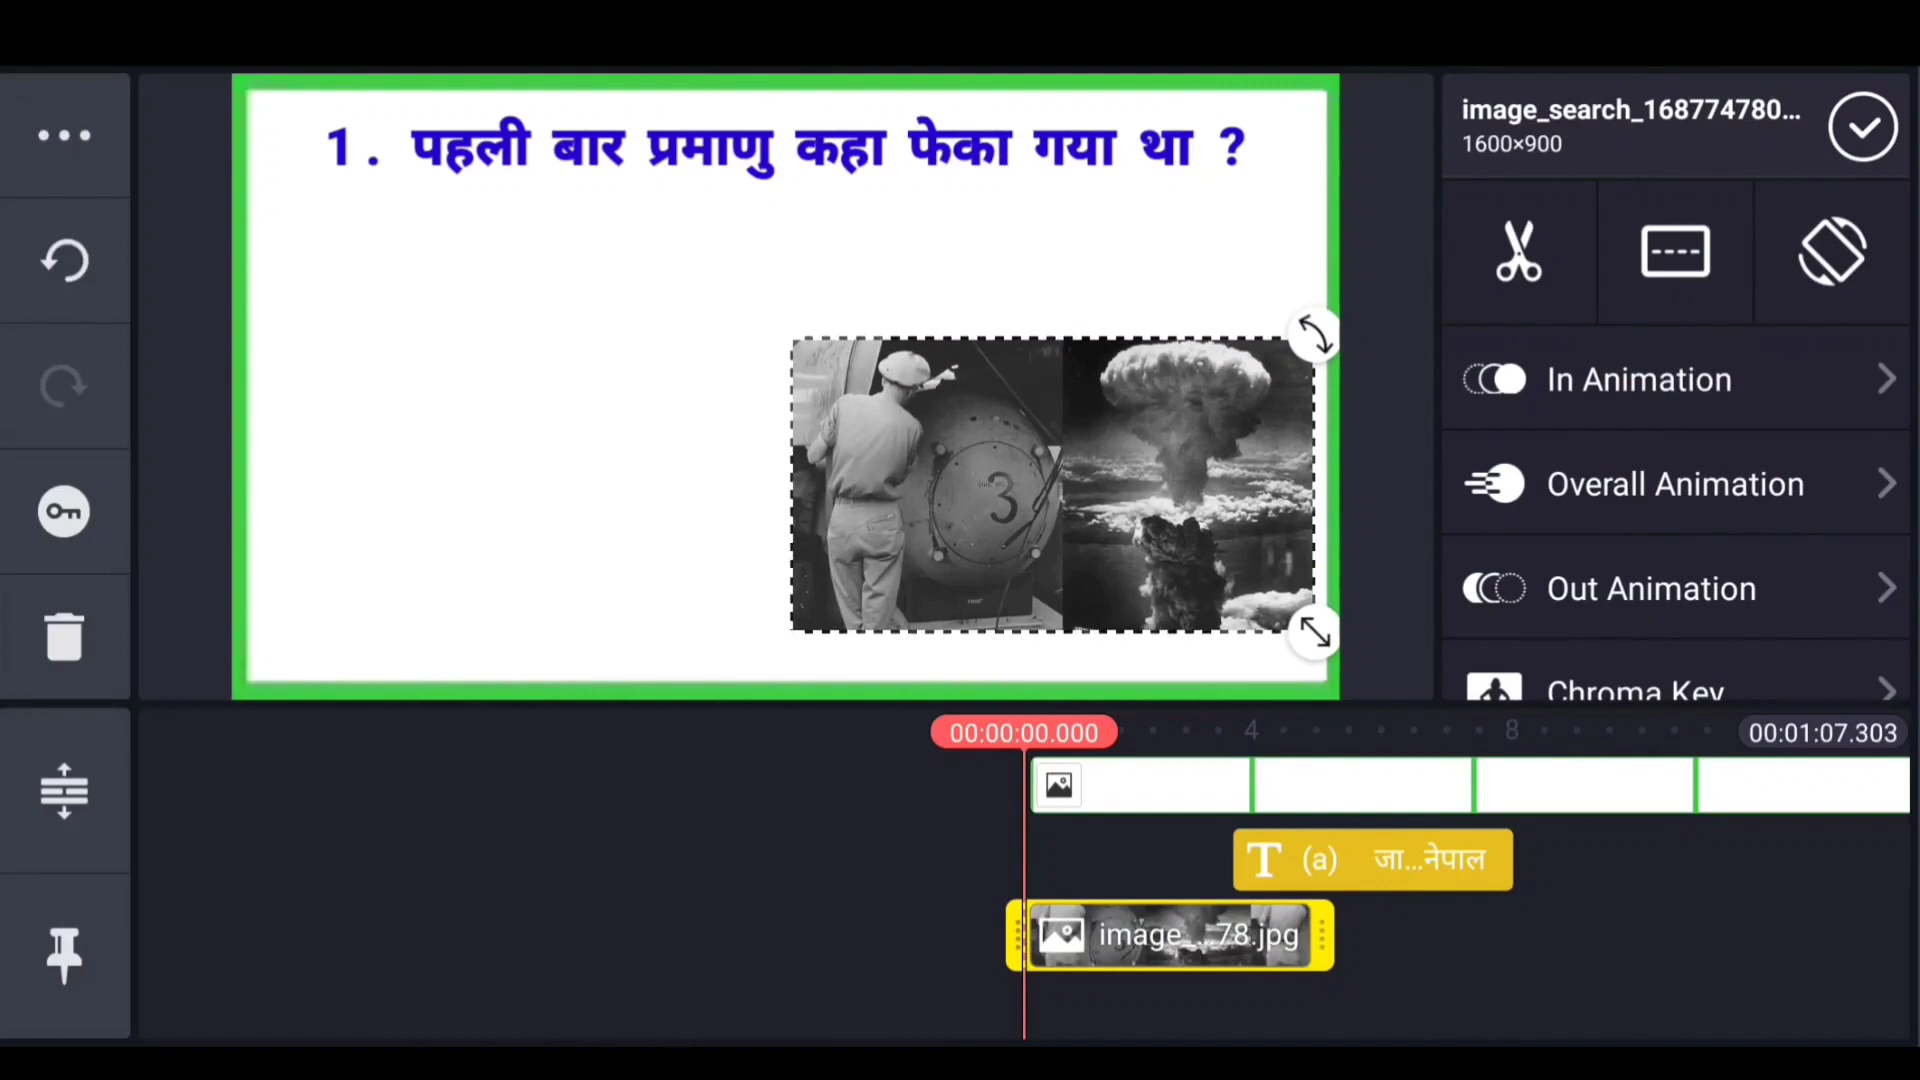 image_search_168774780...
1600×900
1. पहली बार प्रमाणु कहा फेका गया था ?
3
In Animation
Overall Animation
Out Animation
Chroma Key
00:00:00.000
4
8
00:01:07.303
T (a) जा...नेपाल
image_...78.jpg